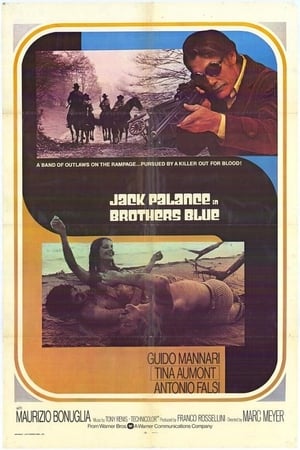 A BAND OF OUTLAWS ON THE RAMPAGE...PURSUED BY A KILLER OUT FOR BLOOD!
JACK PALANCE in
BROTHERS BLUE
GUIDO MANNARI
TINA AUMONT
ANTONIO FALSI
with MAURIZIO BONUGLIA Music by TONY RENIS · TECHNICOLOR® Produced by FRANCO ROSSELLINI Directed by MARC MEYER
From Warner Bros. A Warner Communications Company